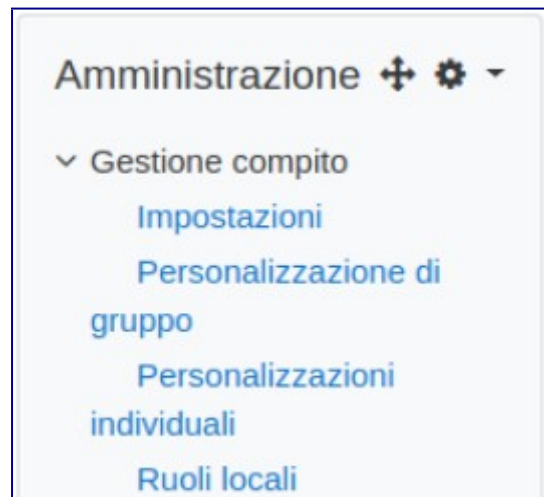 Amministrazione
Gestione compito
Impostazioni
Personalizzazione di
gruppo
Personalizzazioni
individuali
Ruoli locali